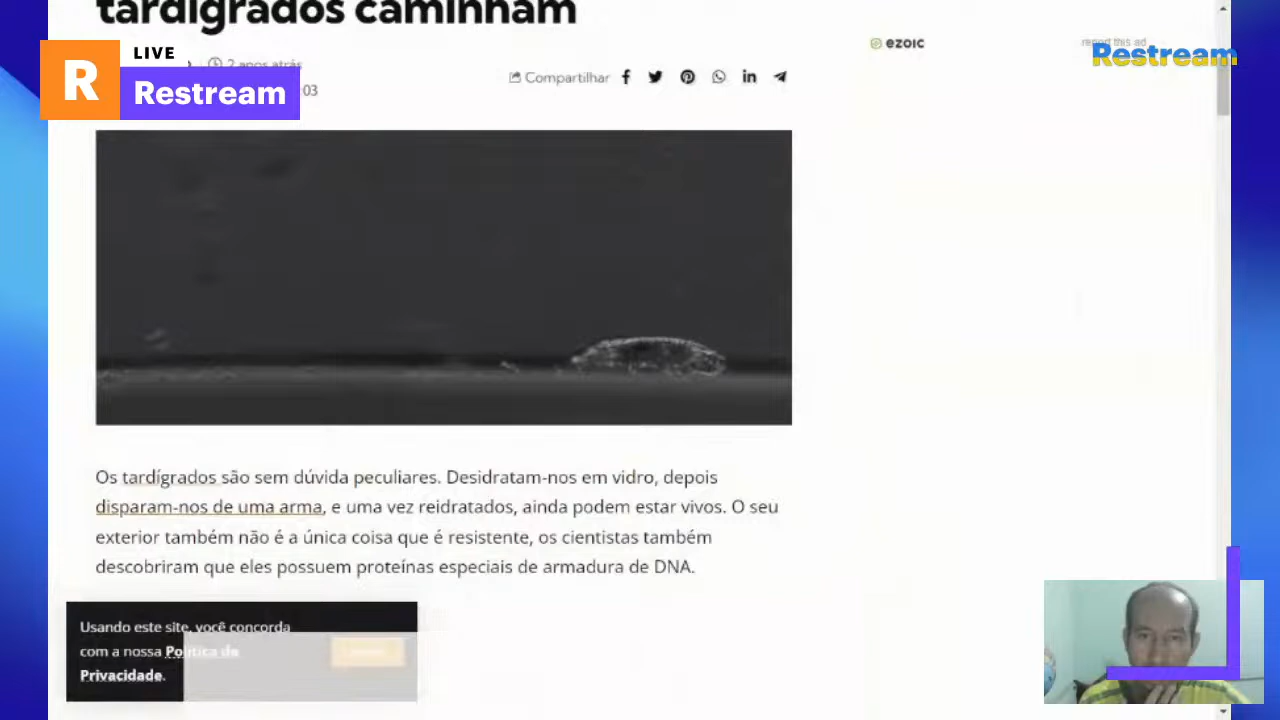 tardígrados caminham
LIVE
R
Restream
2 anos atrás
03
Compartilhar
ezoic
report this ad
Restream
Os tardígrados são sem dúvida peculiares. Desidratam-nos em vidro, depois
disparam-nos de uma arma, e uma vez reidratados, ainda podem estar vivos. O seu
exterior também não é a única coisa que é resistente, os cientistas também
descobriram que eles possuem proteínas especiais de armadura de DNA.
Usando este site, você concorda
com a nossa Política de
Privacidade.